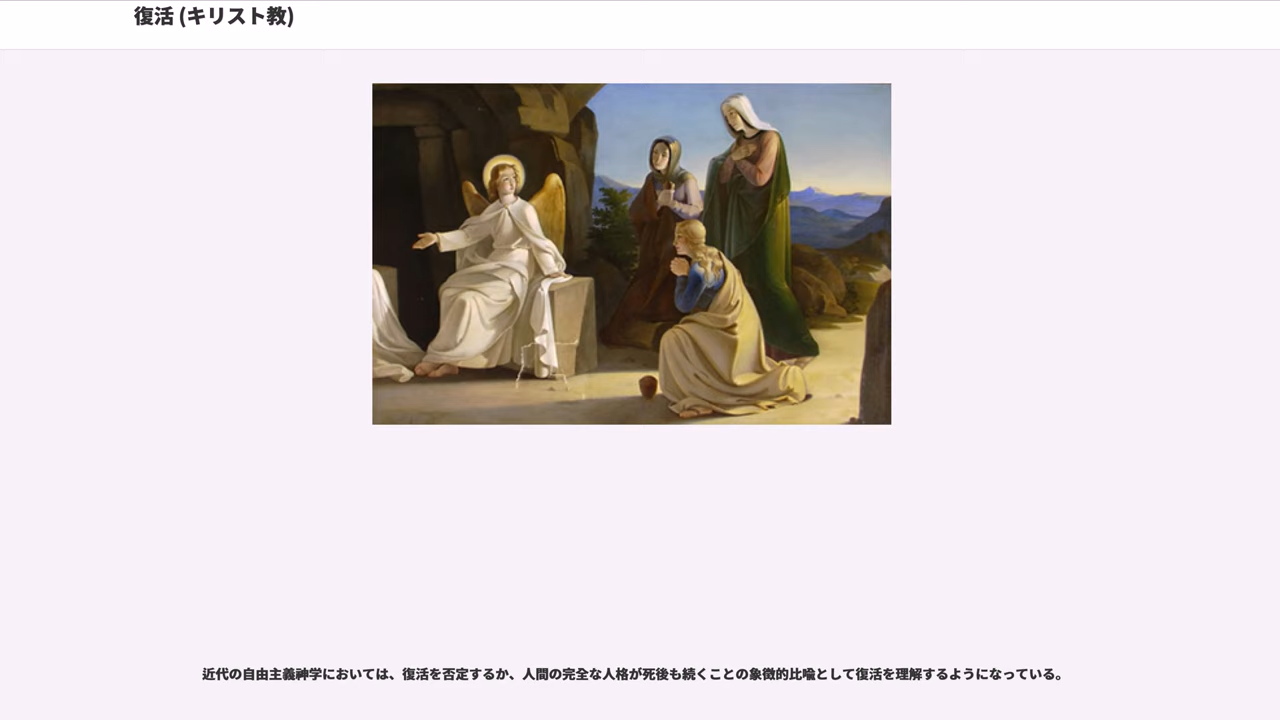 復活 (キリスト教)
近代の自由主義神学においては、復活を否定するか、人間の完全な人格が死後も続くことの象徴的比喩として復活を理解するようになっている。